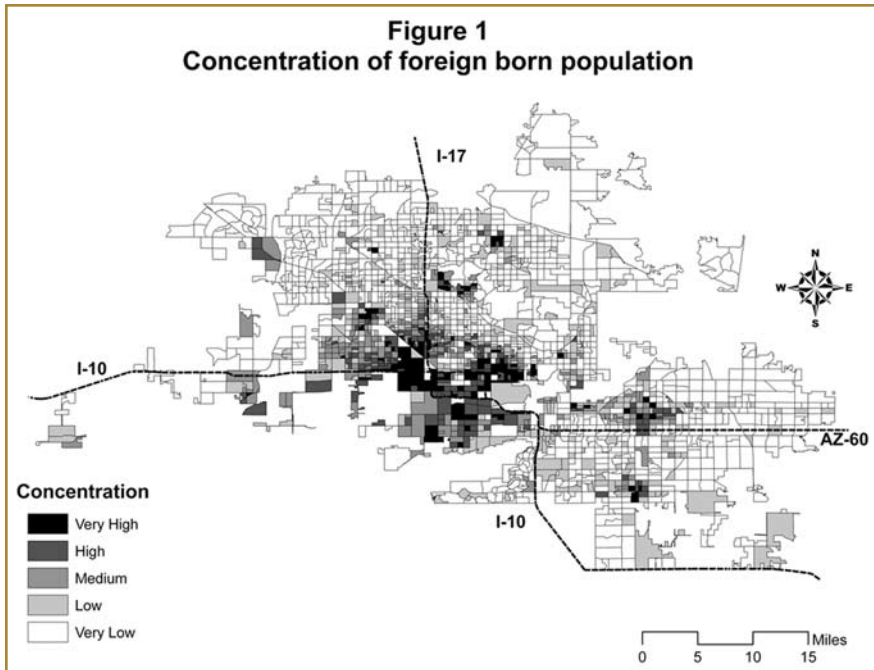 Figure 1
Concentration of foreign born population
I-17
N
W E
S
I-10
AZ-60
I-10
Concentration
Very High
High
Medium
Low
Very Low
Miles
0 5 10 15